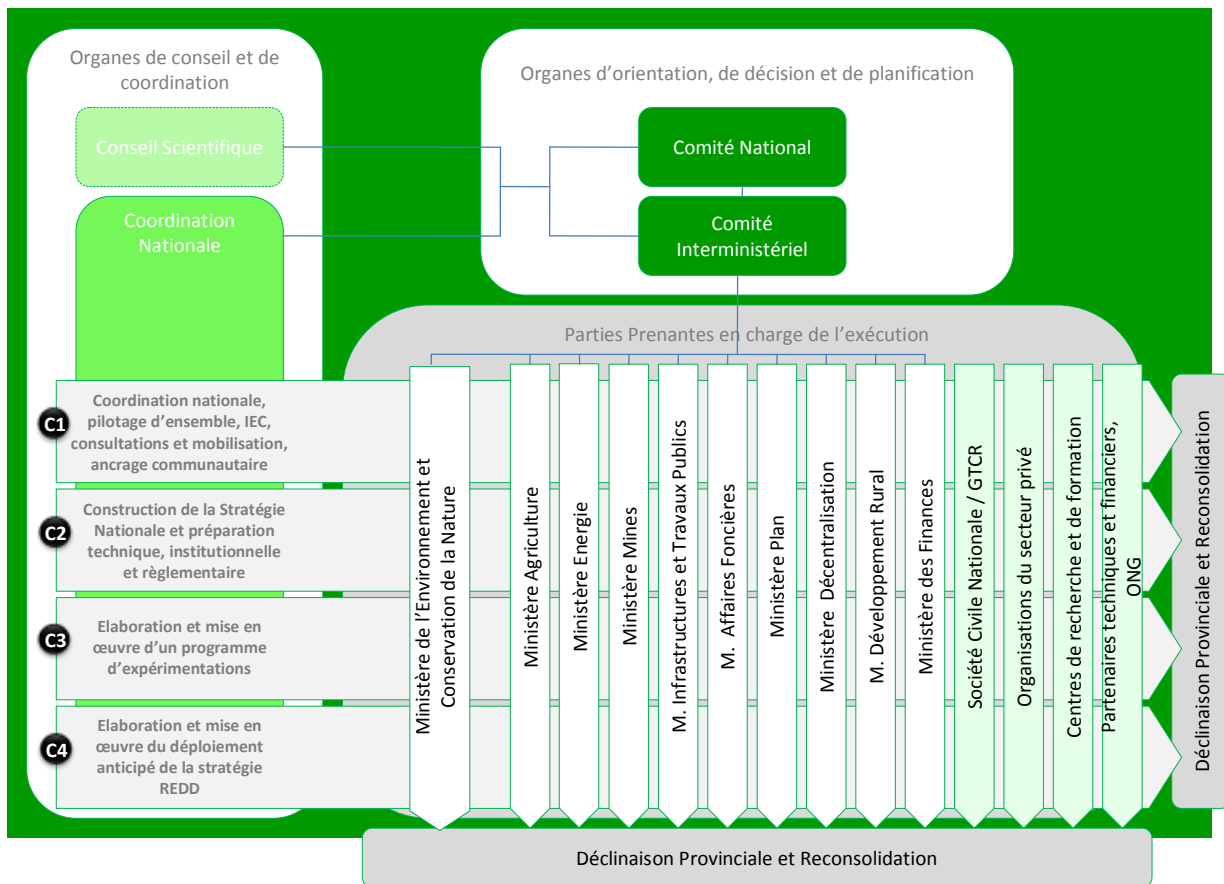 Organes de conseil et de
coordination
Organes d’orientation, de décision et de planification
Conseil Scientifique
Comité National
Coordination
Nationale
Comité
Interministériel
Parties Prenantes en charge de l’exécution
C1
Coordination nationale,
pilotage d’ensemble, IEC,
consultations et mobilisation,
ancrage communautaire
C2
Construction de la Stratégie
Nationale et préparation
technique, institutionnelle
et règlementaire
C3
Elaboration et mise en
œuvre d’un programme
d’expérimentations
C4
Elaboration et mise en
œuvre du déploiement
anticipé de la stratégie
REDD
Ministère de l’Environnement et
Conservation de la Nature
Ministère Agriculture
Ministère Energie
Ministère Mines
M. Infrastructures et Travaux Publics
M. Affaires Foncières
Ministère Plan
Ministère Décentralisation
M. Développement Rural
Ministère des Finances
Société Civile Nationale / GTCR
Organisations du secteur privé
Centres de recherche et de formation
Partenaires techniques et financiers,
ONG
Déclinaison Provinciale et Reconsolidation
Déclinaison Provinciale et Reconsolidation